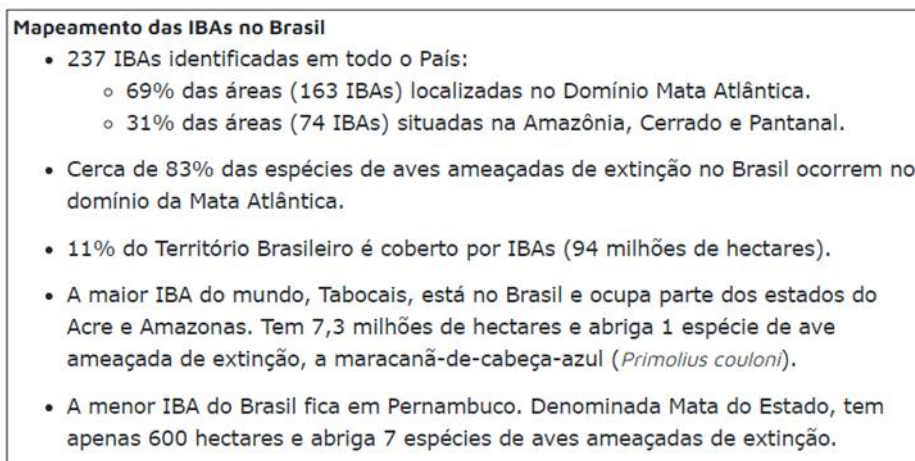 Mapeamento das IBAs no Brasil
• 237 IBAs identificadas em todo o País:
◦ 69% das áreas (163 IBAs) localizadas no Domínio Mata Atlântica.
◦ 31% das áreas (74 IBAs) situadas na Amazônia, Cerrado e Pantanal.
• Cerca de 83% das espécies de aves ameaçadas de extinção no Brasil ocorrem no
domínio da Mata Atlântica.
• 11% do Território Brasileiro é coberto por IBAs (94 milhões de hectares).
• A maior IBA do mundo, Tabocais, está no Brasil e ocupa parte dos estados do
Acre e Amazonas. Tem 7,3 milhões de hectares e abriga 1 espécie de ave
ameaçada de extinção, a maracanã-de-cabeça-azul (Primolius couloni).
• A menor IBA do Brasil fica em Pernambuco. Denominada Mata do Estado, tem
apenas 600 hectares e abriga 7 espécies de aves ameaçadas de extinção.